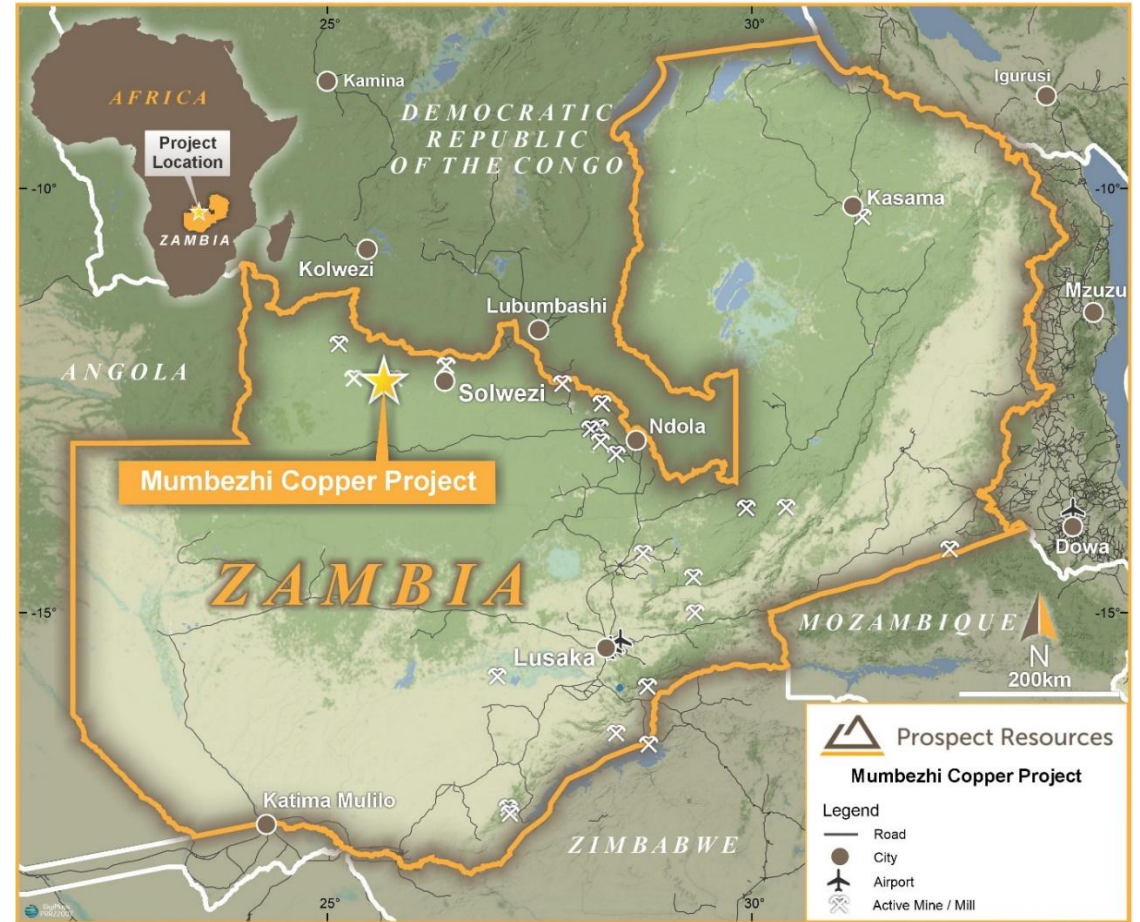 25°
30°
AFRICA
Project
Location
ZAMBIA
Kamina
Igurusi
DEMOCRATIC
REPUBLIC
OF THE CONGO
-10°
-10°
Kasama
Kolwezi
Lubumbashi
Mzuzu
ANGOLA
Solwezi
Ndola
Mumbezhi Copper Project
Dowa
ZAMBIA
-15°
-15°
MOZAMBIQUE
N
200km
Lusaka
Katima Mulilo
ZIMBABWE
25°
30°
Prospect Resources
Mumbezhi Copper Project
Legend
Road
City
Airport
Active Mine / Mill